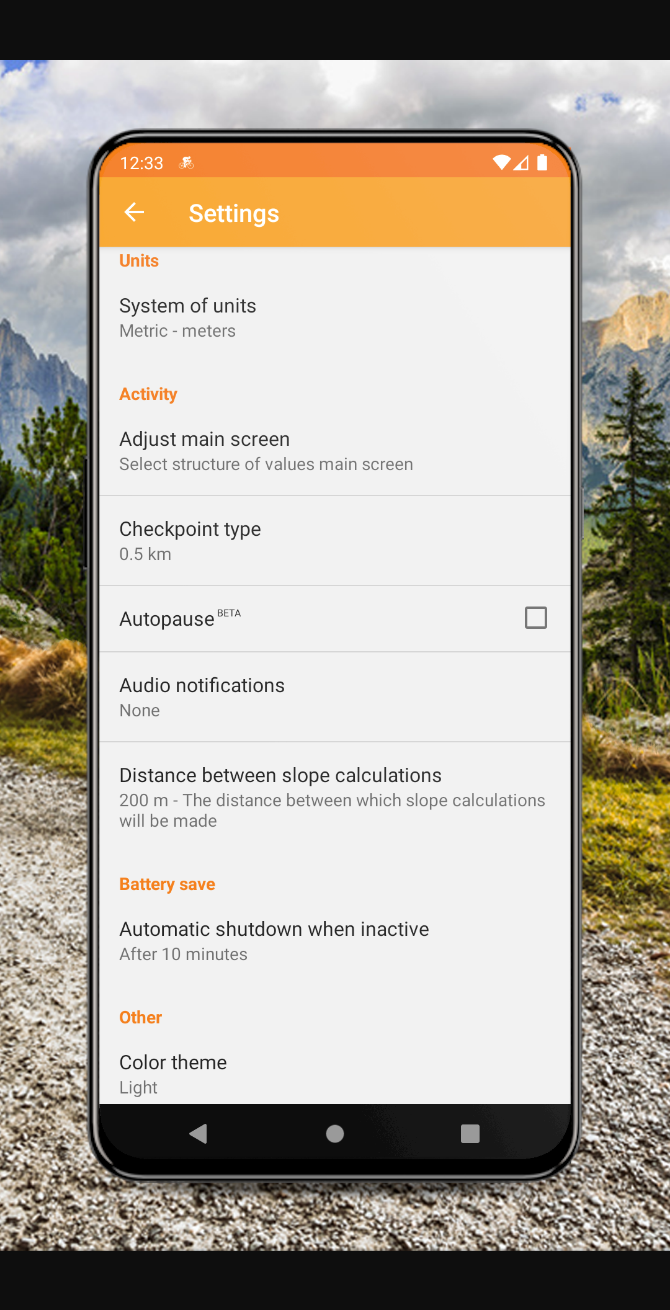 12:33
Settings
Units
System of units
Metric - meters
Activity
Adjust main screen
Select structure of values main screen
Checkpoint type
0.5 km
Autopause BETA
Audio notifications
None
Distance between slope calculations
200 m - The distance between which slope calculations
will be made
Battery save
Automatic shutdown when inactive
After 10 minutes
Other
Color theme
Light